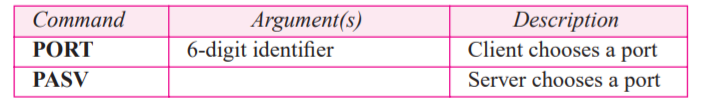 Command Argument(s) Description
PORT 6-digit identifier Client chooses a port
PASV Server chooses a port